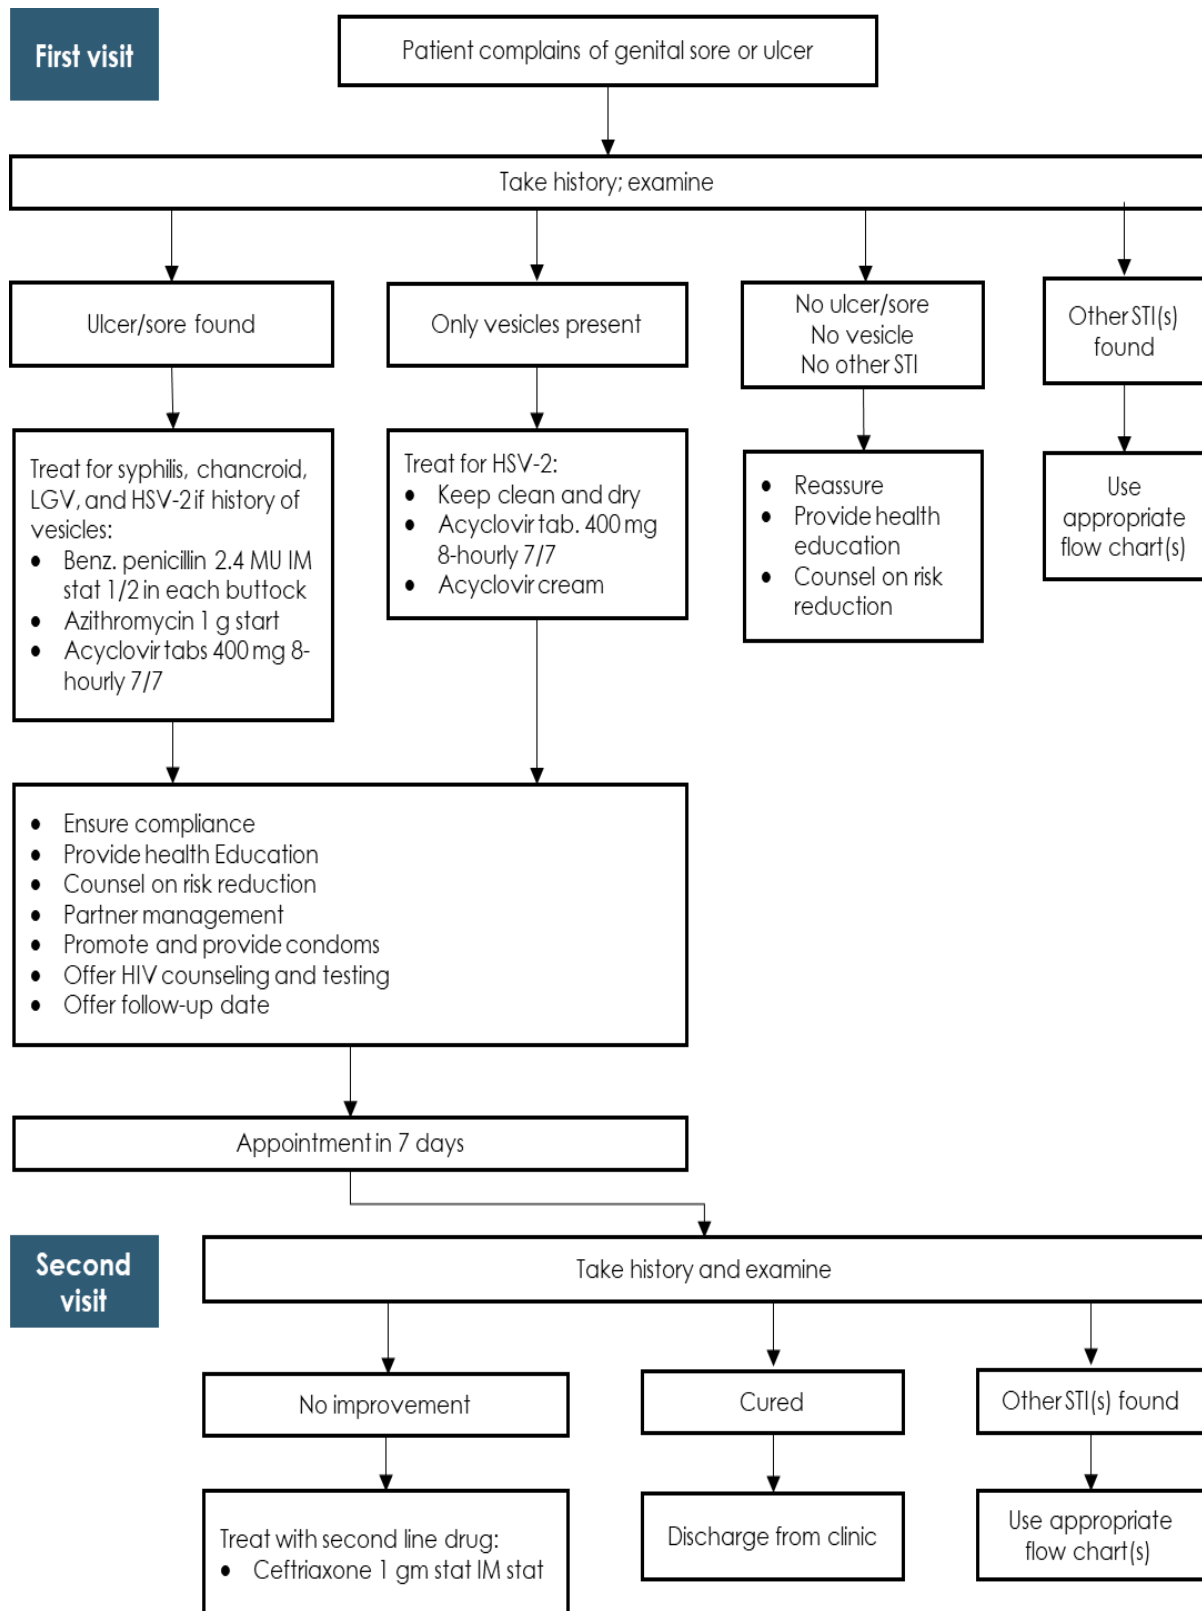 First visit
Patient complains of genital sore or ulcer
Take history; examine
Ulcer/sore found
Only vesicles present
No ulcer/sore
No vesicle
No other STI
Other STI(s)
found
Treat for syphilis, chancroid,
LGV, and HSV-2 if history of
vesicles:
• Benz. penicillin 2.4 MU IM
stat 1/2 in each buttock
• Azithromycin 1 g start
• Acyclovir tabs 400 mg 8-
hourly 7/7
Treat for HSV-2:
• Keep clean and dry
• Acyclovir tab. 400 mg
8-hourly 7/7
• Acyclovir cream
• Reassure
• Provide health
education
• Counsel on risk
reduction
Use
appropriate
flow chart(s)
• Ensure compliance
• Provide health Education
• Counsel on risk reduction
• Partner management
• Promote and provide condoms
• Offer HIV counseling and testing
• Offer follow-up date
Appointment in 7 days
Second
visit
Take history and examine
No improvement
Cured
Other STI(s) found
Treat with second line drug:
• Ceftriaxone 1 gm stat IM stat
Discharge from clinic
Use appropriate
flow chart(s)